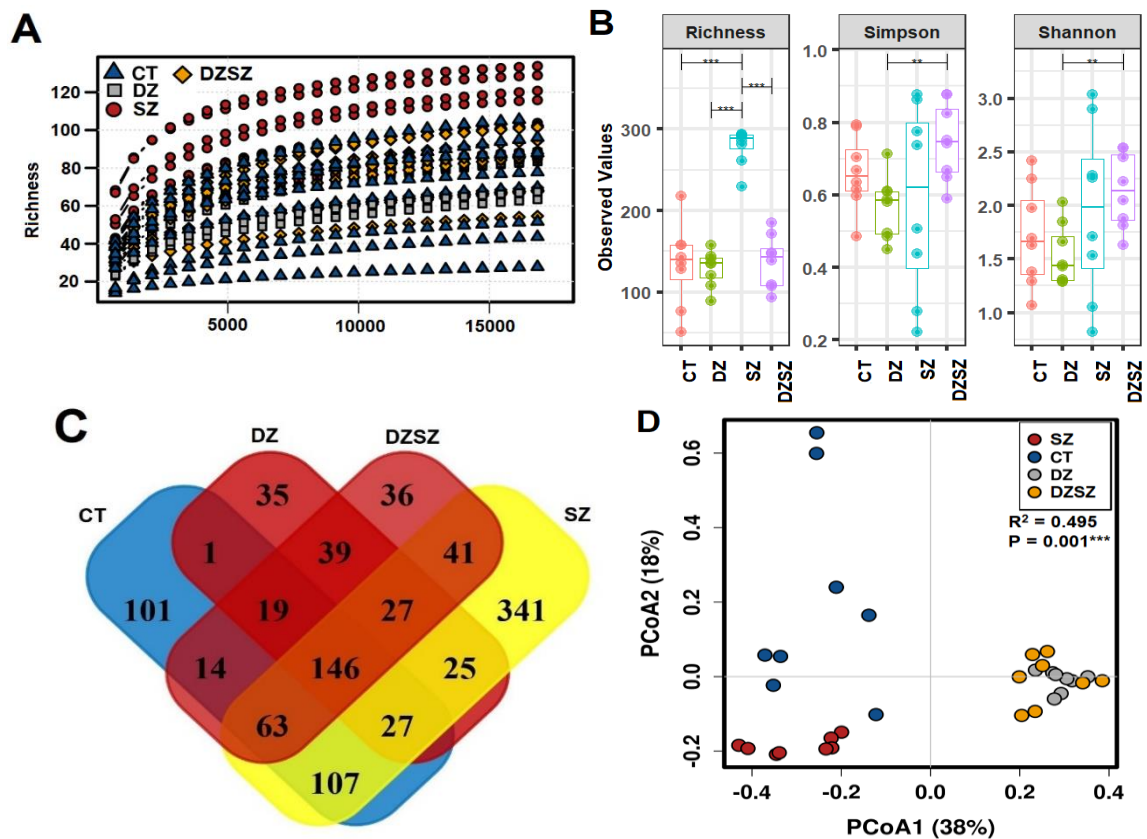 A
CT
DZSZ
DZ
SZ
Richness
120
100
80
60
40
20
5000
10000
15000
B
Richness
Simpson
Shannon
Observed Values
***
***
***
**
**
300
200
100
1.0
0.8
0.6
0.4
0.2
3.0
2.5
2.0
1.5
1.0
CT
DZ
SZ
DZSZ
CT
DZ
SZ
DZSZ
CT
DZ
SZ
DZSZ
C
DZ
DZSZ
CT
SZ
35
36
1
39
41
101
19
27
341
14
146
25
63
27
107
D
SZ
CT
DZ
DZSZ
R² = 0.495
P = 0.001***
PCoA2 (18%)
0.6
0.4
0.2
0.0
-0.2
-0.4
-0.2
0.0
0.2
0.4
PCoA1 (38%)